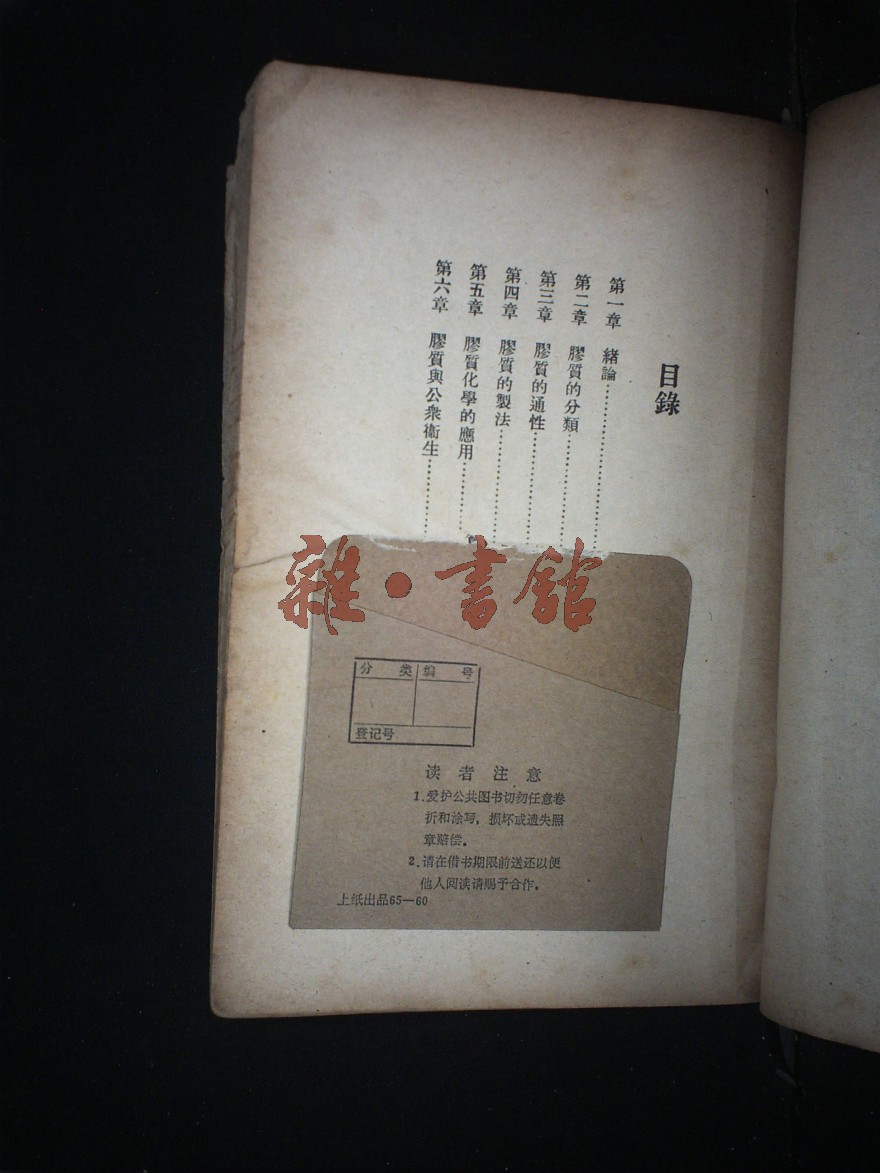 目錄
第一章　緒論
第二章　膠質的分類
第三章　膠質的通性
第四章　膠質的製法
第五章　膠質化學的應用
第六章　膠質與公衆衞生
雜·書館
分类 编号
登记号
读者注意
1.爱护公共图书切勿任意卷
折和涂写，损坏或遗失照
章赔偿。
2.请在借书期限前送还以便
他人阅读请赐予合作。
上纸出品65—60